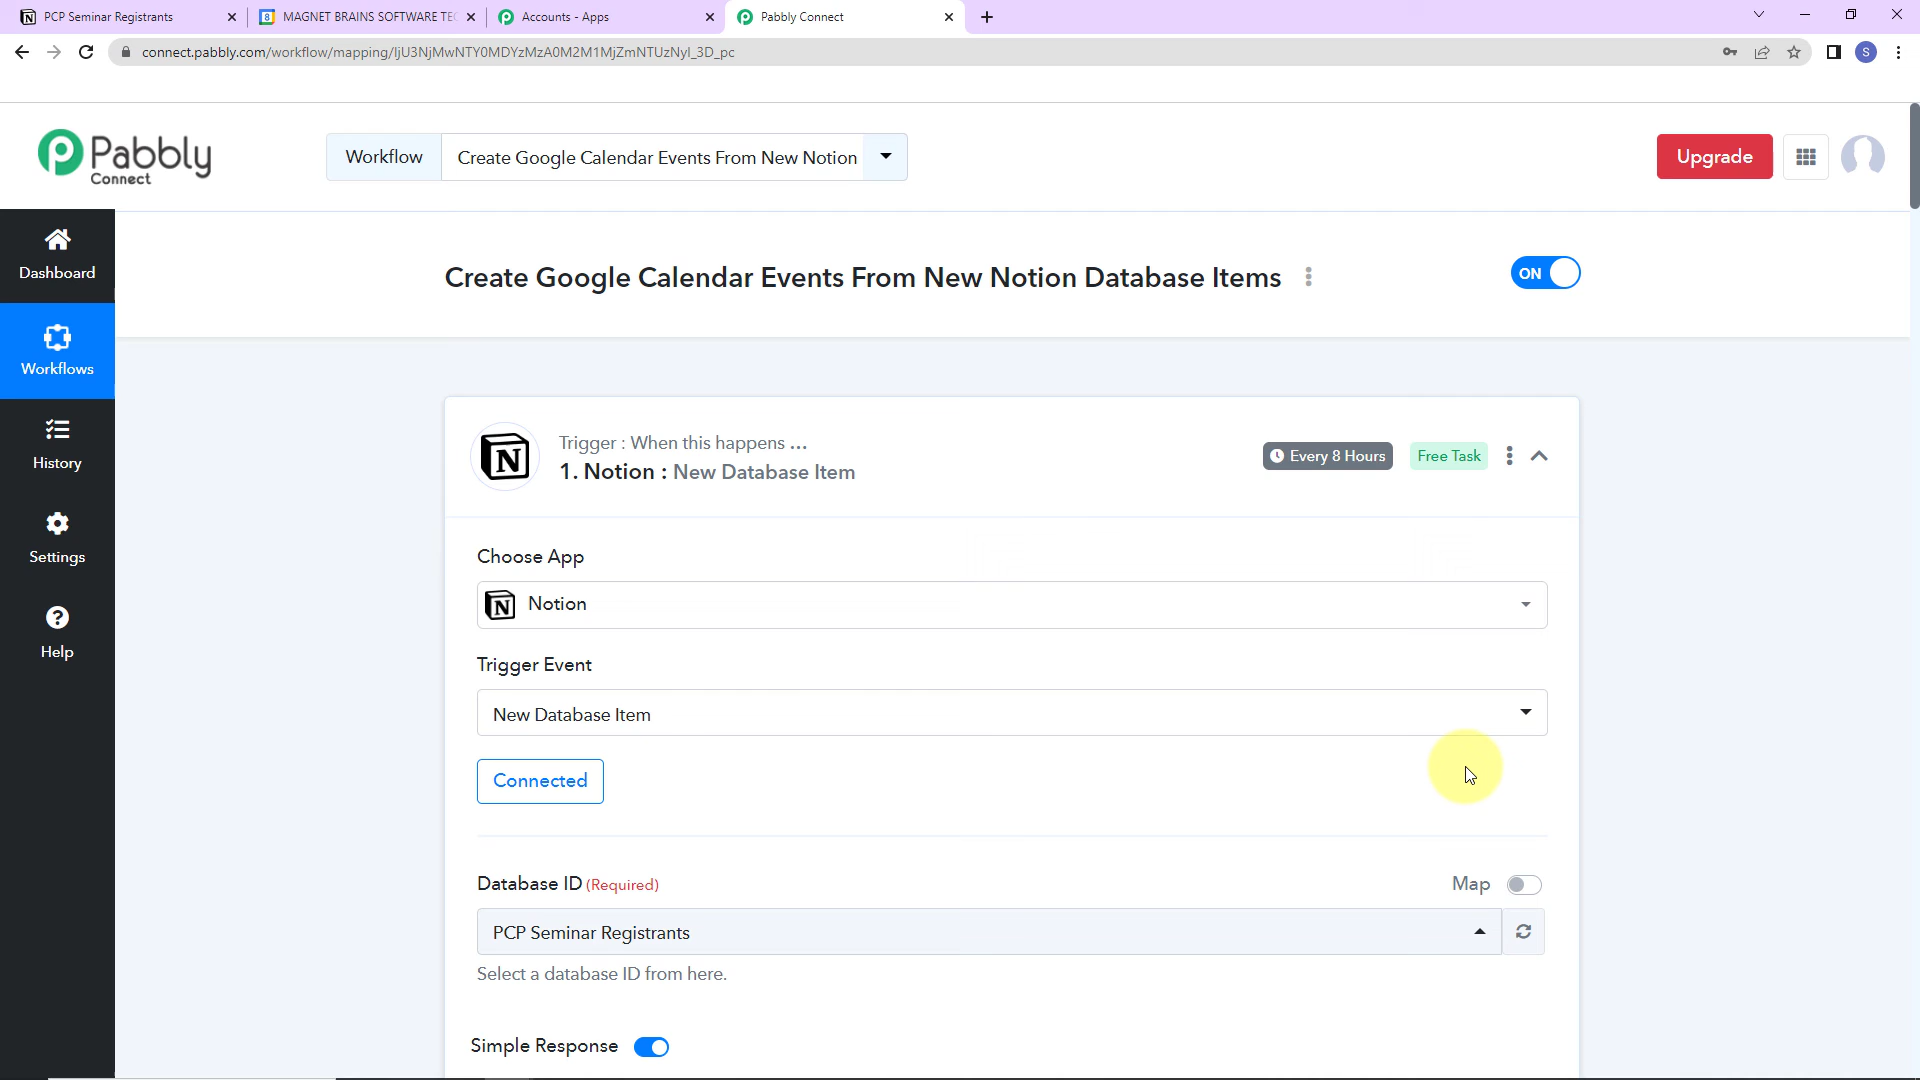 PCP Seminar Registrants
MAGNET BRAINS SOFTWARE TEC
Accounts - Apps
Pabbly Connect
connect.pabbly.com/workflow/mapping/IjU3NjMwNTY0MDYzMzA0M2M1MjZmNTUzNyI_3D_pc
S
Pabbly
Connect
Workflow
Create Google Calendar Events From New Notion
Upgrade
Dashboard
Workflows
History
Settings
Help
Create Google Calendar Events From New Notion Database Items
ON
Trigger : When this happens ...
1. Notion : New Database Item
Every 8 Hours
Free Task
Choose App
Notion
Trigger Event
New Database Item
Connected
Database ID (Required)
Map
PCP Seminar Registrants
Select a database ID from here.
Simple Response